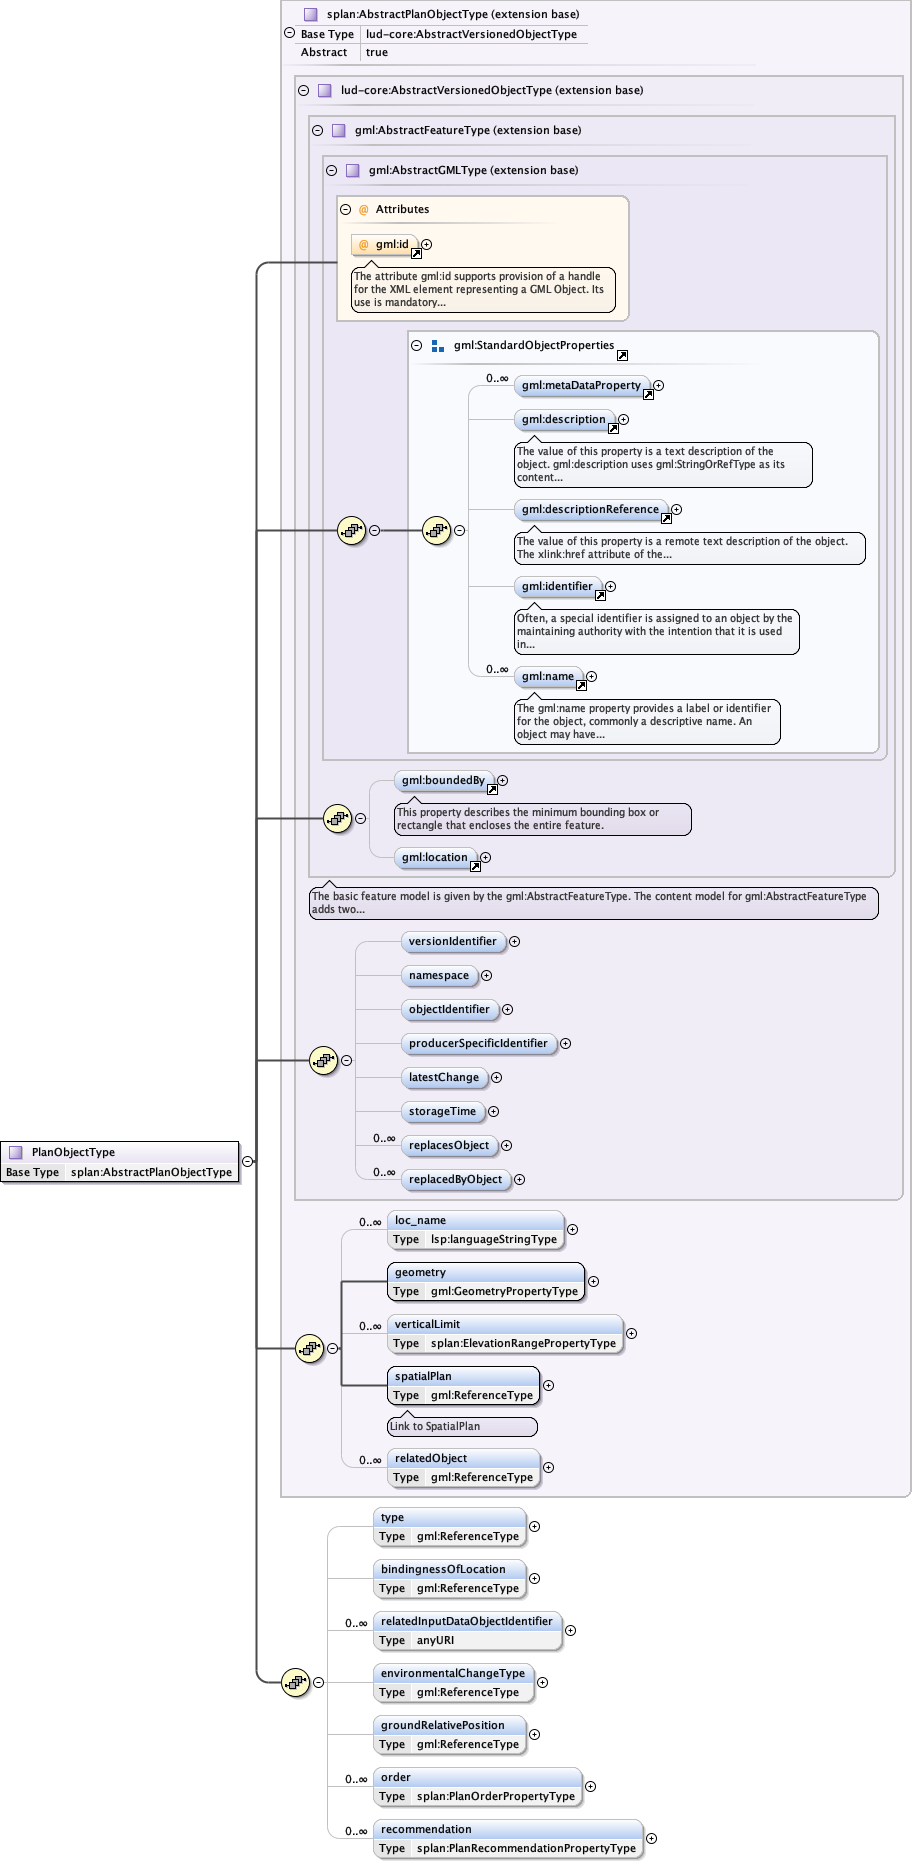 splan:AbstractPlanObjectType (extension base)
Base Type lud-core:AbstractVersionedObjectType
Abstract true
lud-core:AbstractVersionedObjectType (extension base)
gml:AbstractFeatureType (extension base)
gml:AbstractGMLType (extension base)
@ Attributes
@ gml:id
The attribute gml:id supports provision of a handle
for the XML element representing a GML Object. Its
use is mandatory...
gml:StandardObjectProperties
0..∞
gml:metaDataProperty
gml:description
The value of this property is a text description of the
object. gml:description uses gml:StringOrRefType as its
content...
gml:descriptionReference
The value of this property is a remote text description of the object.
The xlink:href attribute of the...
gml:identifier
Often, a special identifier is assigned to an object by the
maintaining authority with the intention that it is used
in...
0..∞
gml:name
The gml:name property provides a label or identifier
for the object, commonly a descriptive name. An
object may have...
gml:boundedBy
This property describes the minimum bounding box or
rectangle that encloses the entire feature.
gml:location
The basic feature model is given by the gml:AbstractFeatureType. The content model for gml:AbstractFeatureType
adds two...
versionIdentifier
namespace
objectIdentifier
producerSpecificIdentifier
latestChange
storageTime
0..∞
replacesObject
0..∞
replacedByObject
PlanObjectType
Base Type splan:AbstractPlanObjectType
0..∞
loc_name
Type lsp:languageStringType
geometry
Type gml:GeometryPropertyType
0..∞
verticalLimit
Type splan:ElevationRangePropertyType
spatialPlan
Type gml:ReferenceType
Link to SpatialPlan
0..∞
relatedObject
Type gml:ReferenceType
type
Type gml:ReferenceType
bindingnessOfLocation
Type gml:ReferenceType
0..∞
relatedInputDataObjectIdentifier
Type anyURI
environmentalChangeType
Type gml:ReferenceType
groundRelativePosition
Type gml:ReferenceType
0..∞
order
Type splan:PlanOrderPropertyType
0..∞
recommendation
Type splan:PlanRecommendationPropertyType